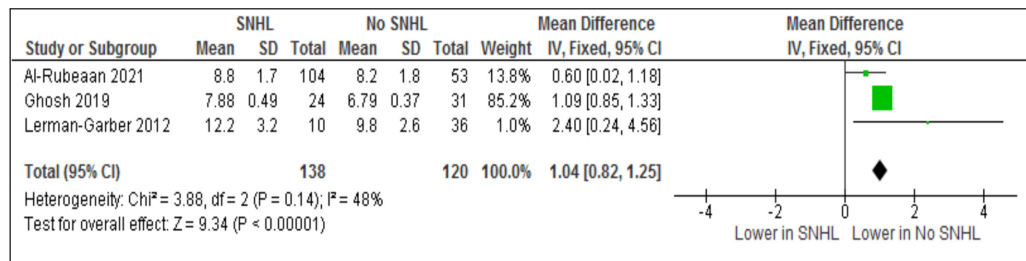 SNHL No SNHL Mean Difference Mean Difference
Study or Subgroup Mean SD Total Mean SD Total Weight IV, Fixed, 95% CI IV, Fixed, 95% CI
Al-Rubeaan 2021 8.8 1.7 104 8.2 1.8 53 13.8% 0.60 [0.02, 1.18]
Ghosh 2019 7.88 0.49 24 6.79 0.37 31 85.2% 1.09 [0.85, 1.33]
Lerman-Garber 2012 12.2 3.2 10 9.8 2.6 36 1.0% 2.40 [0.24, 4.56]
Total (95% CI) 138 120 100.0% 1.04 [0.82, 1.25]
Heterogeneity: Chi² = 3.88, df = 2 (P = 0.14); I² = 48%
Test for overall effect: Z = 9.34 (P < 0.00001)
-4 -2 0 2 4
Lower in SNHL Lower in No SNHL